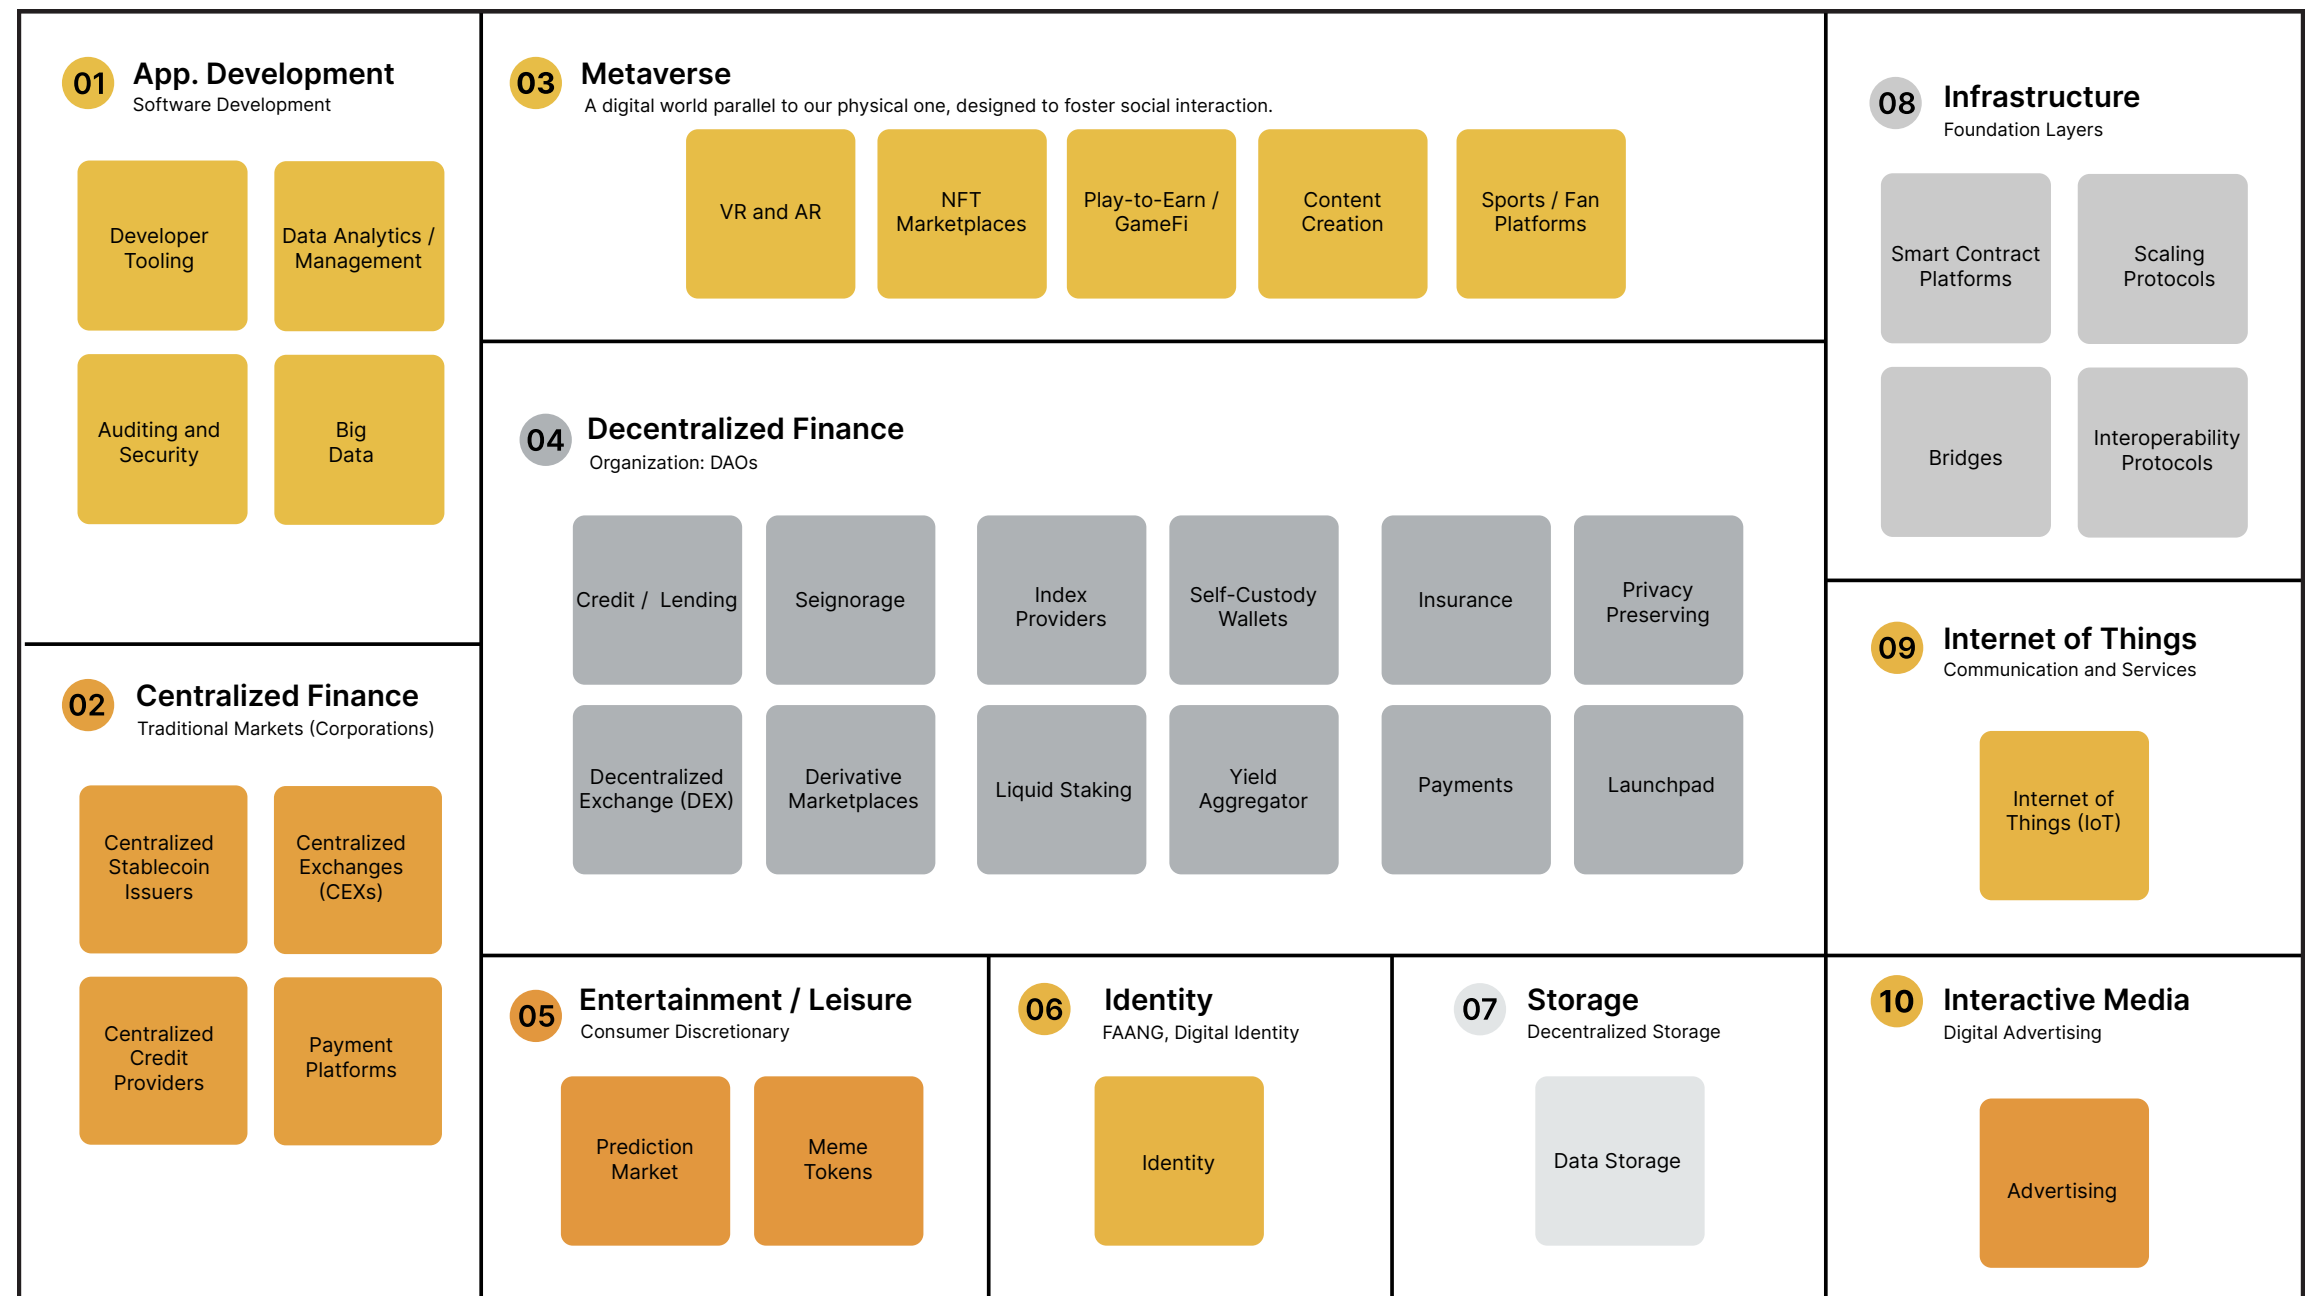 01
App. Development
Software Development
Developer
Tooling
Data Analytics /
Management
Auditing and
Security
Big
Data
02
Centralized Finance
Traditional Markets (Corporations)
Centralized
Stablecoin
Issuers
Centralized
Exchanges
(CEXs)
Centralized
Credit
Providers
Payment
Platforms
03
Metaverse
A digital world parallel to our physical one, designed to foster social interaction.
VR and AR
NFT
Marketplaces
Play-to-Earn /
GameFi
Content
Creation
Sports / Fan
Platforms
04
Decentralized Finance
Organization: DAOs
Credit /  Lending
Seignorage
Index
Providers
Self-Custody
Wallets
Insurance
Privacy
Preserving
Decentralized
Exchange (DEX)
Derivative
Marketplaces
Liquid Staking
Yield
Aggregator
Payments
Launchpad
05
Entertainment / Leisure
Consumer Discretionary
Prediction
Market
Meme
Tokens
06
Identity
FAANG, Digital Identity
Identity
07
Storage
Decentralized Storage
Data Storage
08
Infrastructure
Foundation Layers
Smart Contract
Platforms
Scaling
Protocols
Bridges
Interoperability
Protocols
09
Internet of Things
Communication and Services
Internet of
Things (IoT)
10
Interactive Media
Digital Advertising
Advertising